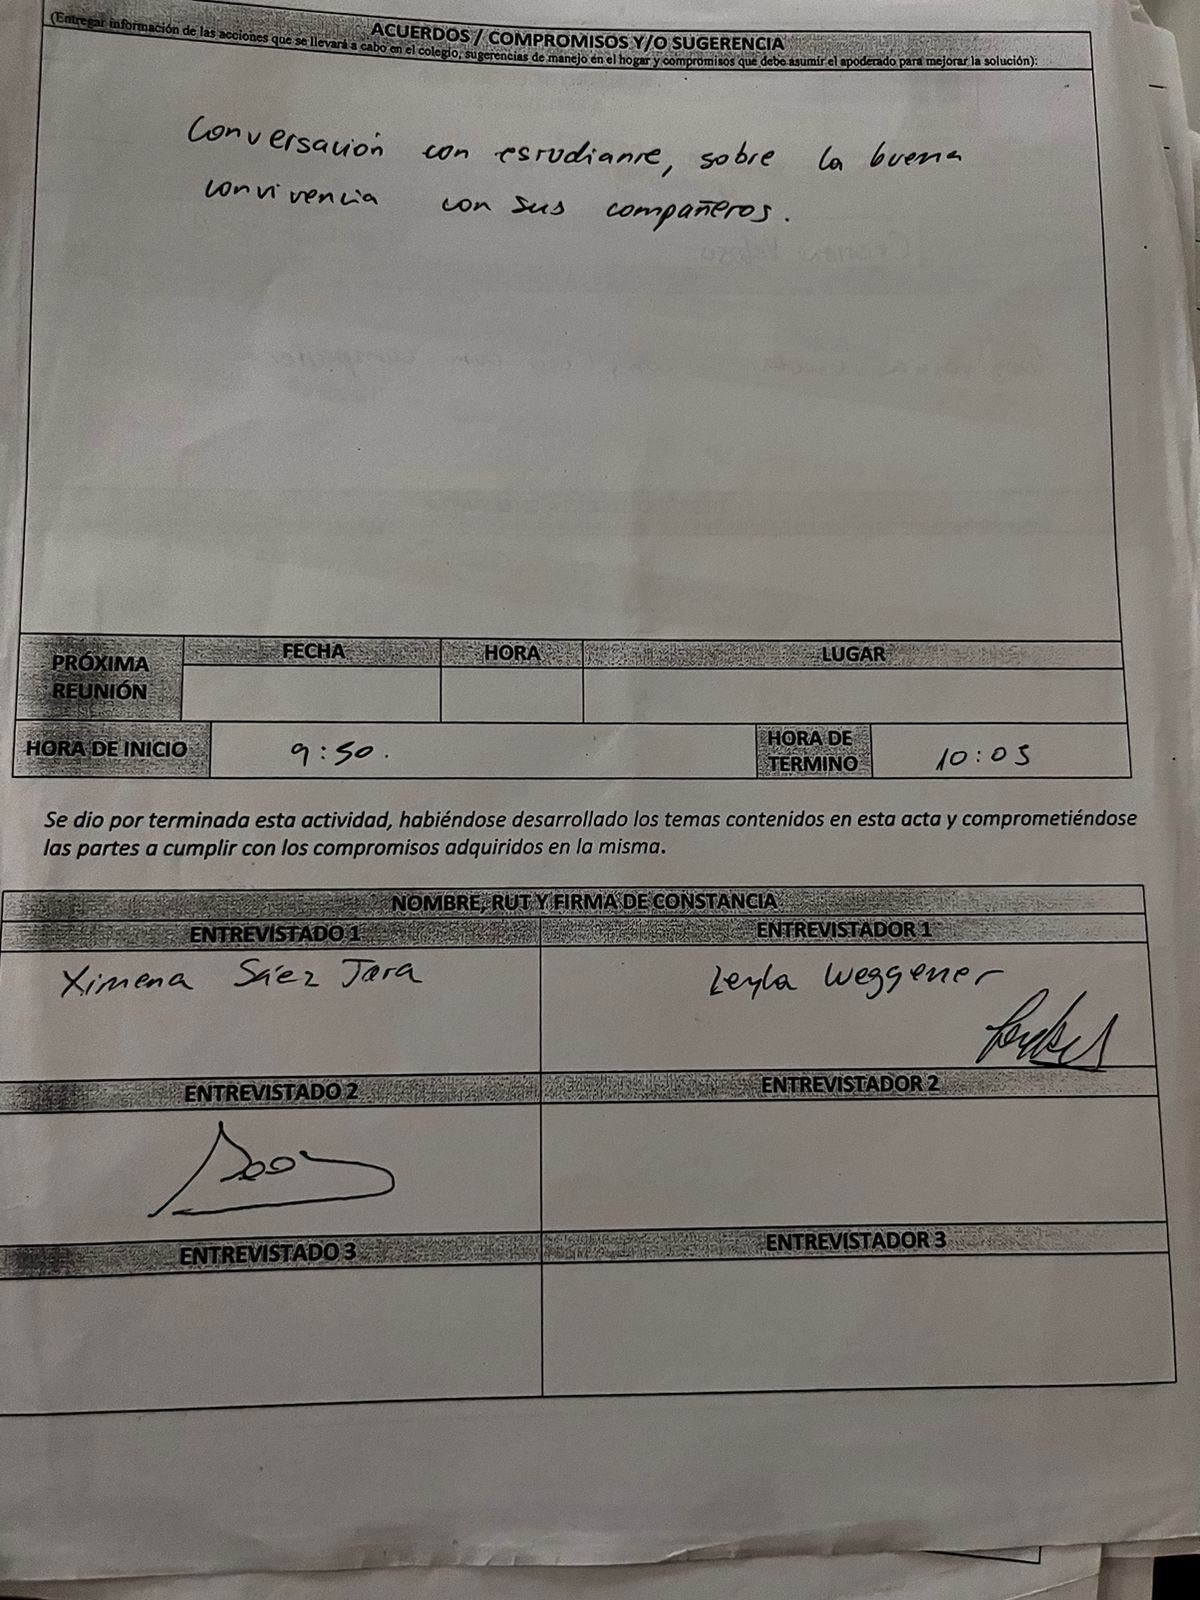 ACUERDOS / COMPROMISOS Y/O SUGERENCIA
(Entregar información de las acciones que se llevará a cabo en el colegio, sugerencias de manejo en el hogar y compromisos que debe asumir el apoderado para mejorar la solución):
Conversación con esrudianre, sobre la buena
convivencia con sus compañeros.
PRÓXIMA REUNIÓN
FECHA HORA LUGAR
HORA DE INICIO 9:50. HORA DE TERMINO 10:05
Se dio por terminada esta actividad, habiéndose desarrollado los temas contenidos en esta acta y comprometiéndose
las partes a cumplir con los compromisos adquiridos en la misma.
NOMBRE, RUT Y FIRMA DE CONSTANCIA
ENTREVISTADO 1 ENTREVISTADOR 1
Ximena Sáez Jara Leyla Weggener
ENTREVISTADO 2 ENTREVISTADOR 2
ENTREVISTADO 3 ENTREVISTADOR 3